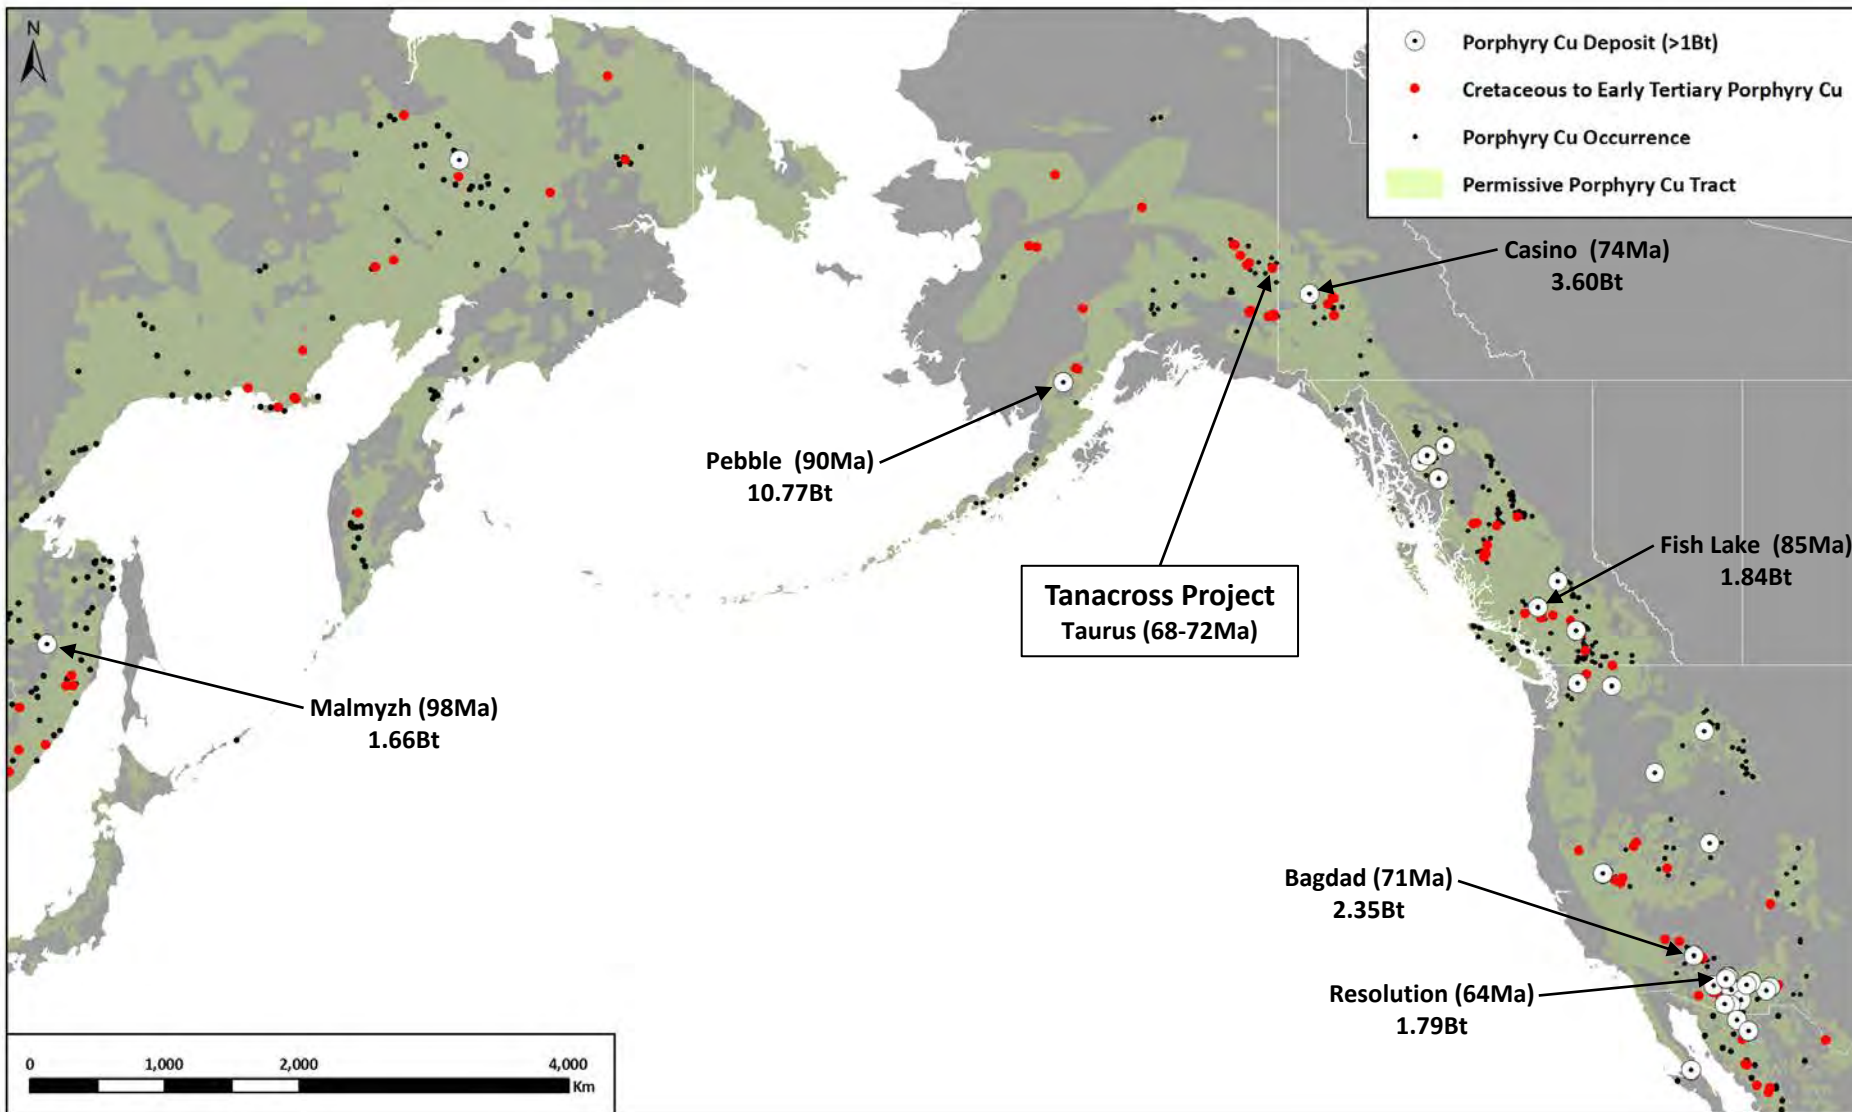 N
Porphyry Cu Deposit (>1Bt)
Cretaceous to Early Tertiary Porphyry Cu
Porphyry Cu Occurrence
Permissive Porphyry Cu Tract
Casino (74Ma)
3.60Bt
Pebble (90Ma)
10.77Bt
Fish Lake (85Ma)
1.84Bt
Tanacross Project
Taurus (68-72Ma)
Malmyzh (98Ma)
1.66Bt
Bagdad (71Ma)
2.35Bt
Resolution (64Ma)
1.79Bt
0 1,000 2,000 4,000
Km